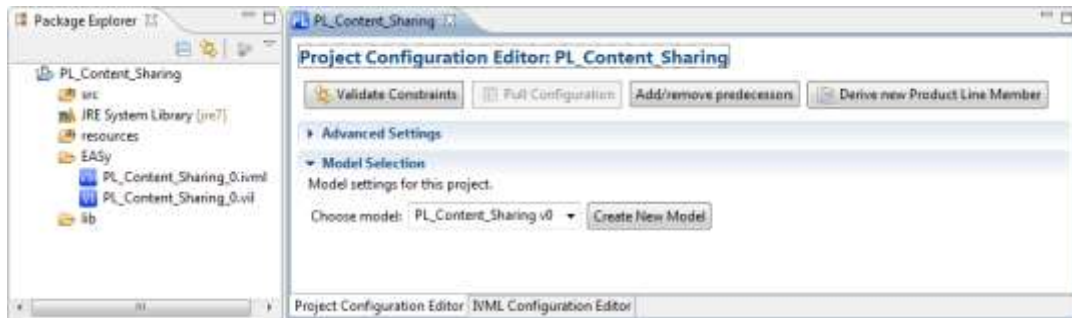 Package Explorer
PL_Content_Sharing
src
JRE System Library [jre7]
resources
EASy
PL_Content_Sharing_0.ivml
PL_Content_Sharing_0.vil
lib
PL_Content_Sharing
Project Configuration Editor: PL_Content_Sharing
Validate Constraints
Pull Configuration
Add/remove predecessors
Derive new Product Line Member
Advanced Settings
Model Selection
Model settings for this project.
Choose model: PL_Content_Sharing v0 Create New Model
Project Configuration Editor IVML Configuration Editor